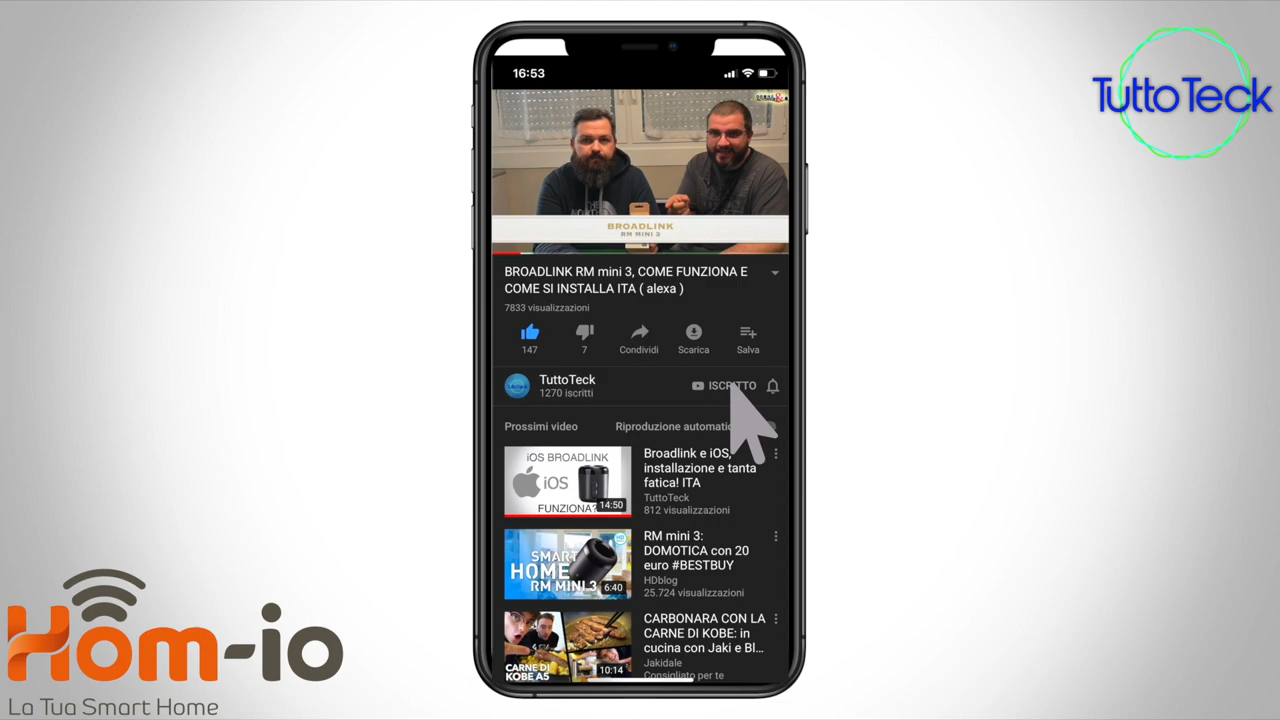 16:53
TuttoTeck
BROADLINK
RM MINI 3
BROADLINK RM mini 3, COME FUNZIONA E
COME SI INSTALLA ITA ( alexa )
7833 visualizzazioni
147
7
Condividi
Scarica
Salva
TuttoTeck
1270 iscritti
ISCRITTO
Prossimi video
Riproduzione
iOS BROADLINK
iOS
FUNZIONA?
14:50
Broadlink e iOS,
installazione e tanta
fatica! ITA
TuttoTeck
812 visualizzazioni
SMART
HOME
RM MINI 3
6:40
RM mini 3:
DOMOTICA con 20
euro #BESTBUY
HDblog
25.724 visualizzazioni
CARNE DI
KOBE A5
10:14
CARBONARA CON LA
CARNE DI KOBE: in
cucina con Jaki e Bl...
Jakidale
Consigliato per te
Hom-io
La Tua Smart Home